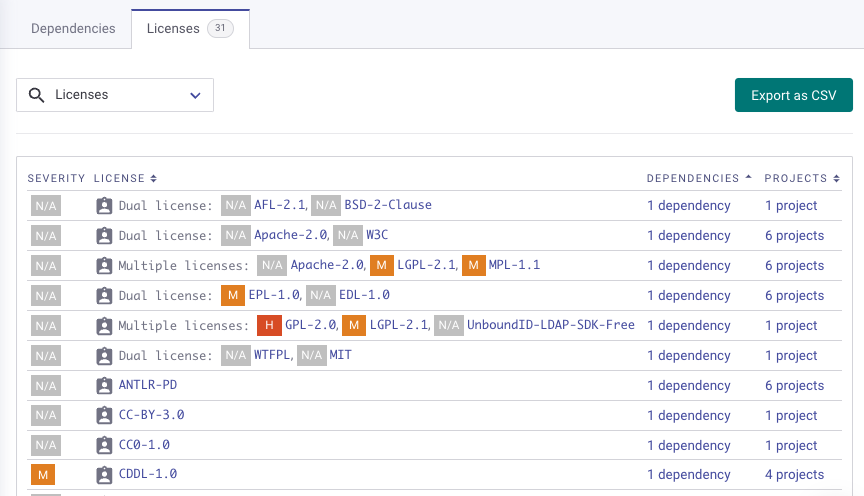 Dependencies Licenses 31
Licenses Export as CSV
SEVERITY LICENSE DEPENDENCIES PROJECTS
N/A Dual license: N/A AFL-2.1, N/A BSD-2-Clause 1 dependency 1 project
N/A Dual license: N/A Apache-2.0, N/A W3C 1 dependency 6 projects
N/A Multiple licenses: N/A Apache-2.0, M LGPL-2.1, M MPL-1.1 1 dependency 6 projects
N/A Dual license: M EPL-1.0, N/A EDL-1.0 1 dependency 6 projects
N/A Multiple licenses: H GPL-2.0, M LGPL-2.1, N/A UnboundID-LDAP-SDK-Free 1 dependency 1 project
N/A Dual license: N/A WTFPL, N/A MIT 1 dependency 1 project
N/A ANTLR-PD 1 dependency 6 projects
N/A CC-BY-3.0 1 dependency 1 project
N/A CC0-1.0 1 dependency 1 project
M CDDL-1.0 1 dependency 4 projects